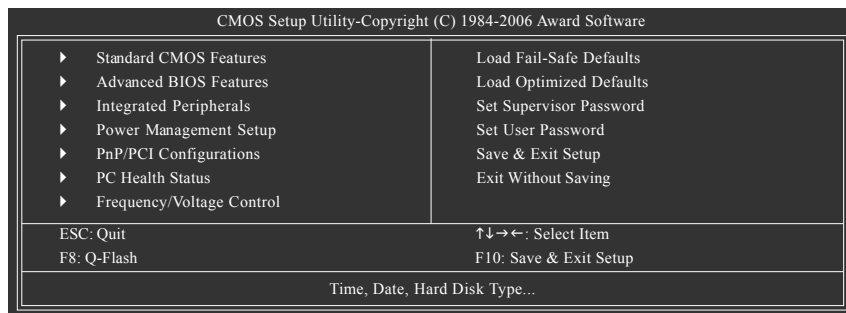 CMOS Setup Utility-Copyright (C) 1984-2006 Award Software
Standard CMOS Features
Advanced BIOS Features
Integrated Peripherals
Power Management Setup
PnP/PCI Configurations
PC Health Status
Frequency/Voltage Control
Load Fail-Safe Defaults
Load Optimized Defaults
Set Supervisor Password
Set User Password
Save & Exit Setup
Exit Without Saving
ESC: Quit
F8: Q-Flash
↑↓→←: Select Item
F10: Save & Exit Setup
Time, Date, Hard Disk Type...